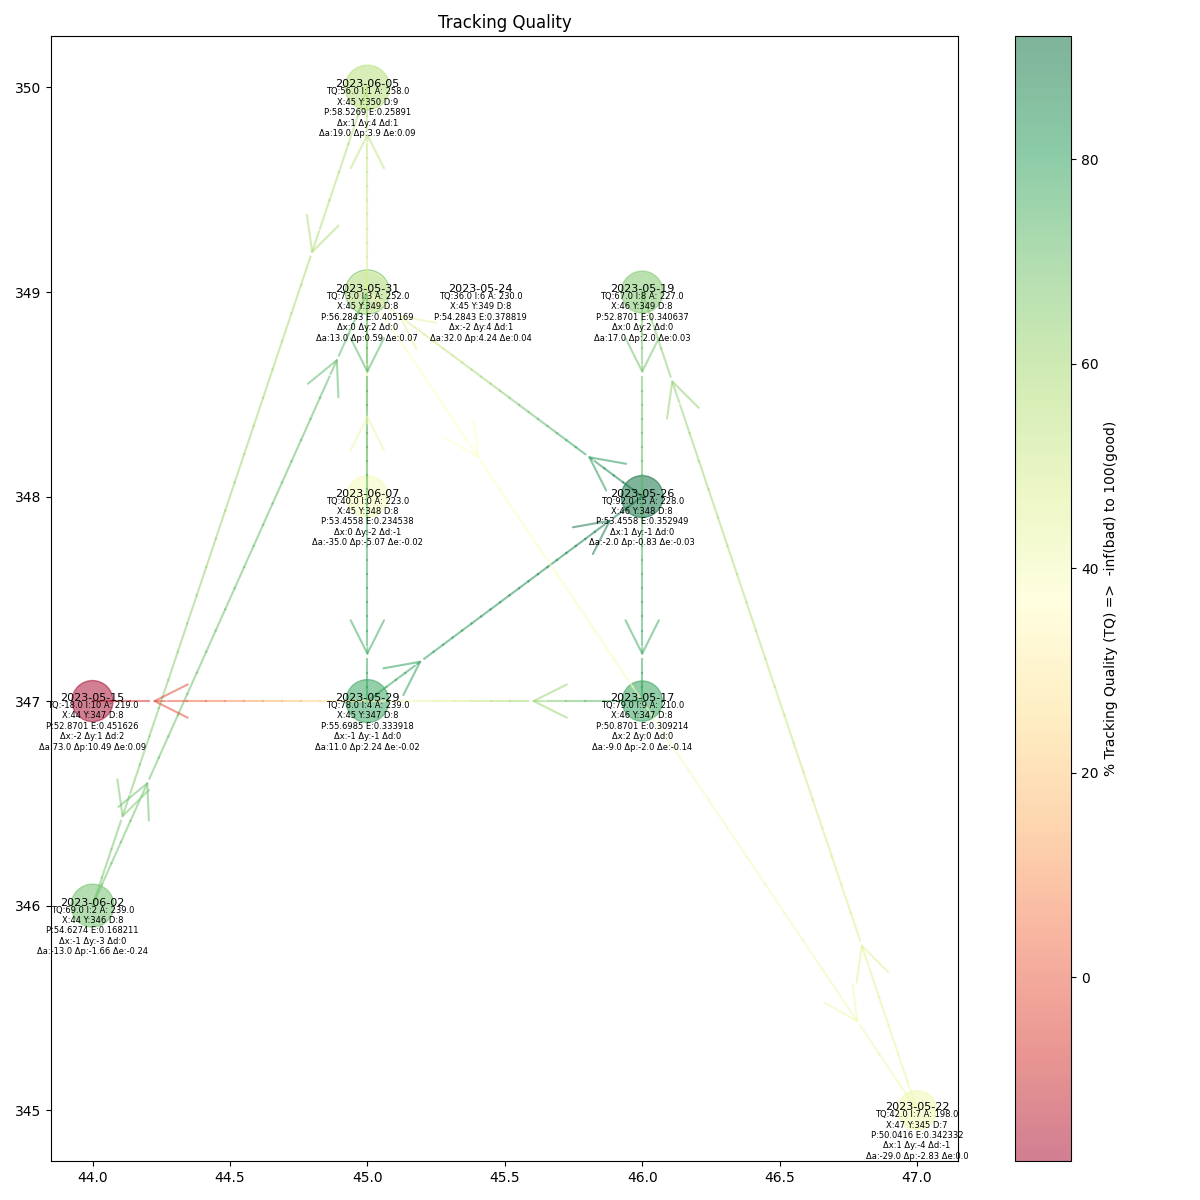 Tracking Quality
350
349
348
347
346
345
44.0
44.5
45.0
45.5
46.0
46.5
47.0
2023-06-05
TQ:56.0 I:1 A: 258.0
X:45 Y:350 D:9
P:58.5269 E:0.25891
Δx:1 Δy:4 Δd:1
Δa:19.0 Δp:3.9 Δe:0.09
2023-05-31
TQ:73.0 I:3 A: 252.0
X:45 Y:349 D:8
P:56.2843 E:0.405169
Δx:0 Δy:2 Δd:0
Δa:13.0 Δp:0.59 Δe:0.07
2023-05-24
TQ:36.0 I:6 A: 230.0
X:45 Y:349 D:8
P:54.2843 E:0.378819
Δx:-2 Δy:4 Δd:1
Δa:32.0 Δp:4.24 Δe:0.04
2023-05-19
TQ:67.0 I:8 A: 227.0
X:46 Y:349 D:8
P:52.8701 E:0.340637
Δx:0 Δy:2 Δd:0
Δa:17.0 Δp:2.0 Δe:0.03
2023-06-07
TQ:40.0 I:0 A: 223.0
X:45 Y:348 D:8
P:53.4558 E:0.234538
Δx:0 Δy:-2 Δd:-1
Δa:-35.0 Δp:-5.07 Δe:-0.02
2023-05-26
TQ:92.0 I:5 A: 228.0
X:46 Y:348 D:8
P:53.4558 E:0.352949
Δx:1 Δy:-1 Δd:0
Δa:-2.0 Δp:-0.83 Δe:-0.03
2023-05-15
TQ:-18.0 I:10 A: 219.0
X:44 Y:347 D:8
P:52.8701 E:0.451626
Δx:-2 Δy:1 Δd:2
Δa:73.0 Δp:10.49 Δe:0.09
2023-05-29
TQ:78.0 I:4 A: 239.0
X:45 Y:347 D:8
P:55.6985 E:0.333918
Δx:-1 Δy:-1 Δd:0
Δa:11.0 Δp:2.24 Δe:-0.02
2023-05-17
TQ:79.0 I:9 A: 210.0
X:46 Y:347 D:8
P:50.8701 E:0.309214
Δx:2 Δy:0 Δd:0
Δa:-9.0 Δp:-2.0 Δe:-0.14
2023-06-02
TQ:69.0 I:2 A: 239.0
X:44 Y:346 D:8
P:54.6274 E:0.168211
Δx:-1 Δy:-3 Δd:0
Δa:-13.0 Δp:-1.66 Δe:-0.24
2023-05-22
TQ:42.0 I:7 A: 198.0
X:47 Y:345 D:7
P:50.0416 E:0.342332
Δx:1 Δy:-4 Δd:-1
Δa:-29.0 Δp:-2.83 Δe:0.0
80
60
40
20
0
% Tracking Quality (TQ) => -inf(bad) to 100(good)